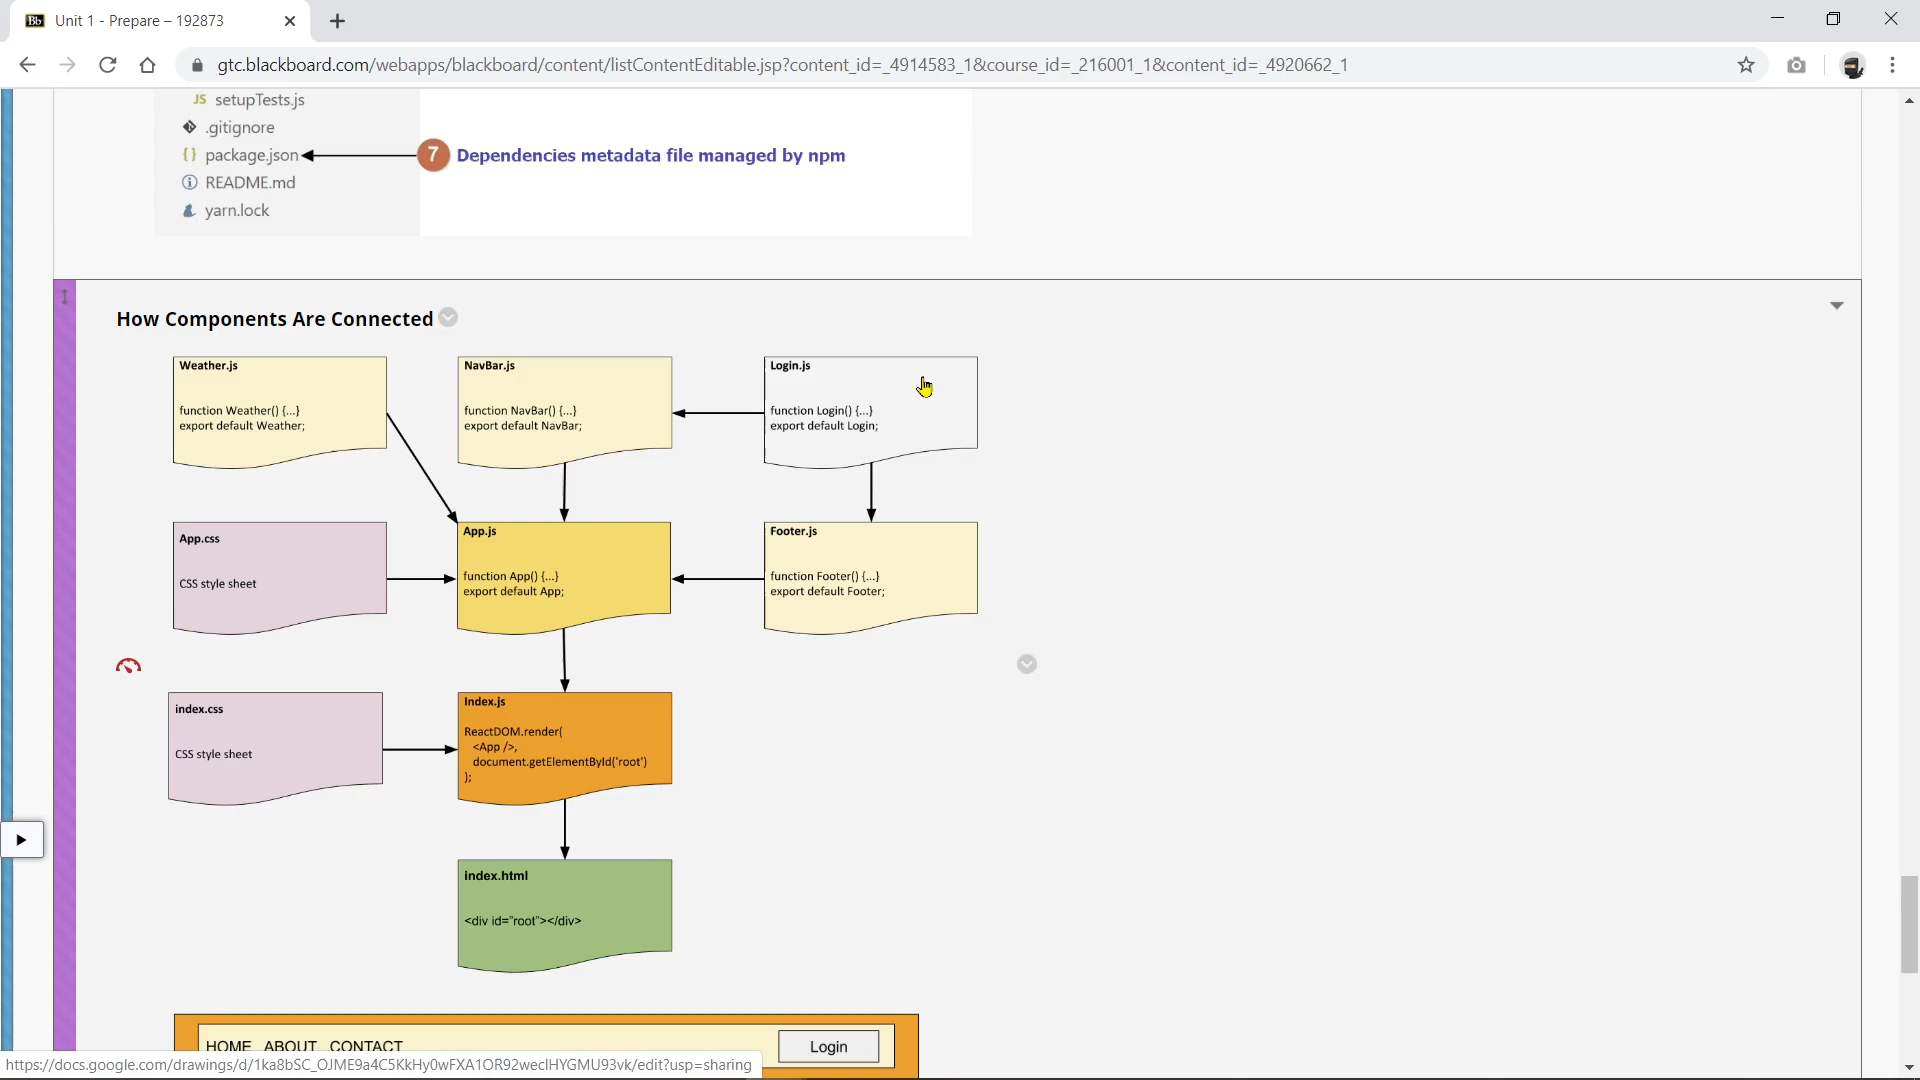 Unit 1 - Prepare – 192873
gtc.blackboard.com/webapps/blackboard/content/listContentEditable.jsp?content_id=_4914583_1&course_id=_216001_1&content_id=_4920662_1
JS setupTests.js
.gitignore
{} package.json
7 Dependencies metadata file managed by npm
README.md
yarn.lock
How Components Are Connected
Weather.js
function Weather() {...}
export default Weather;
NavBar.js
function NavBar() {...}
export default NavBar;
Login.js
function Login() {...}
export default Login;
App.css
CSS style sheet
App.js
function App() {...}
export default App;
Footer.js
function Footer() {...}
export default Footer;
index.css
CSS style sheet
Index.js
ReactDOM.render(
<App />,
document.getElementById('root')
);
index.html
<div id="root"></div>
HOME ABOUT CONTACT
Login
https://docs.google.com/drawings/d/1ka8bSC_OJME9a4C5KkHy0wFXA1OR92weclHYGMU93vk/edit?usp=sharing